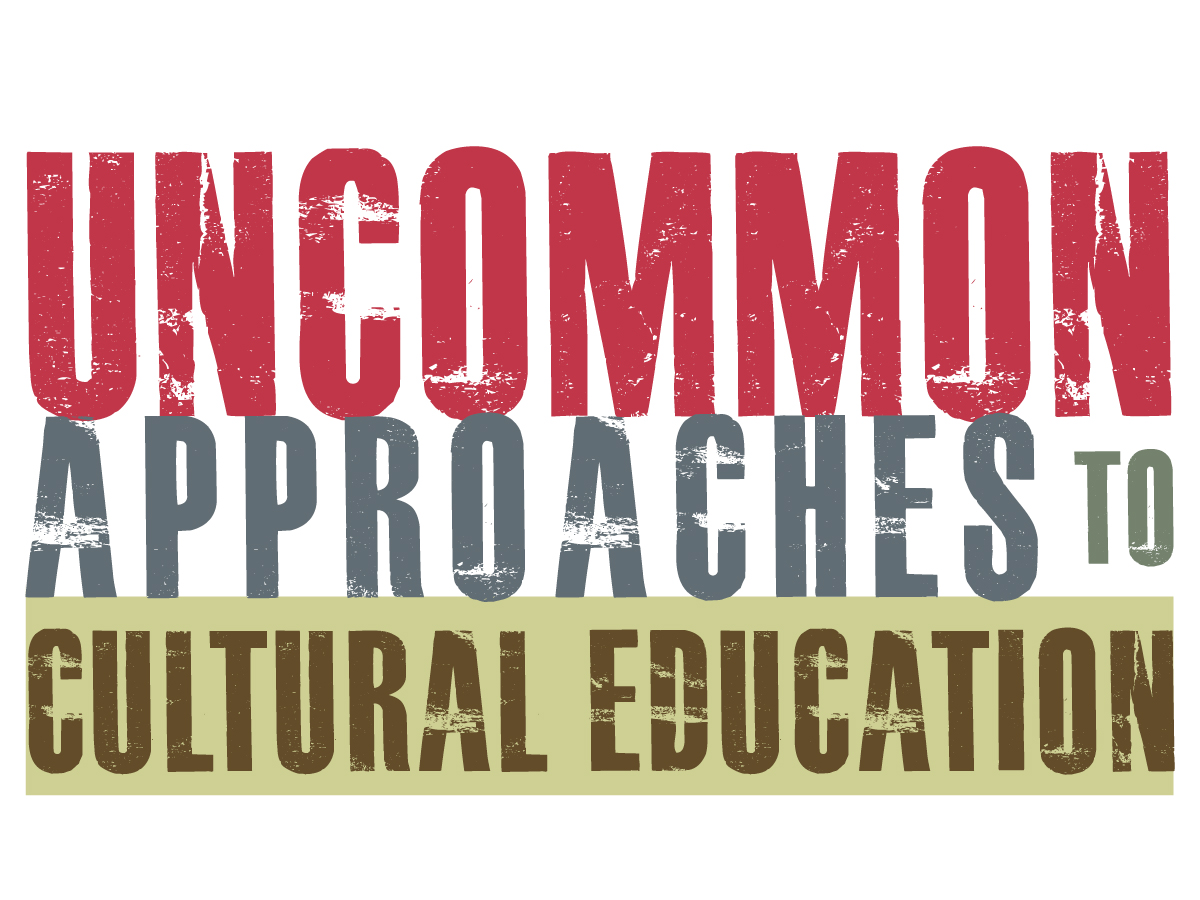 UNCOMMON
APPROACHES TO
CULTURAL EDUCATION